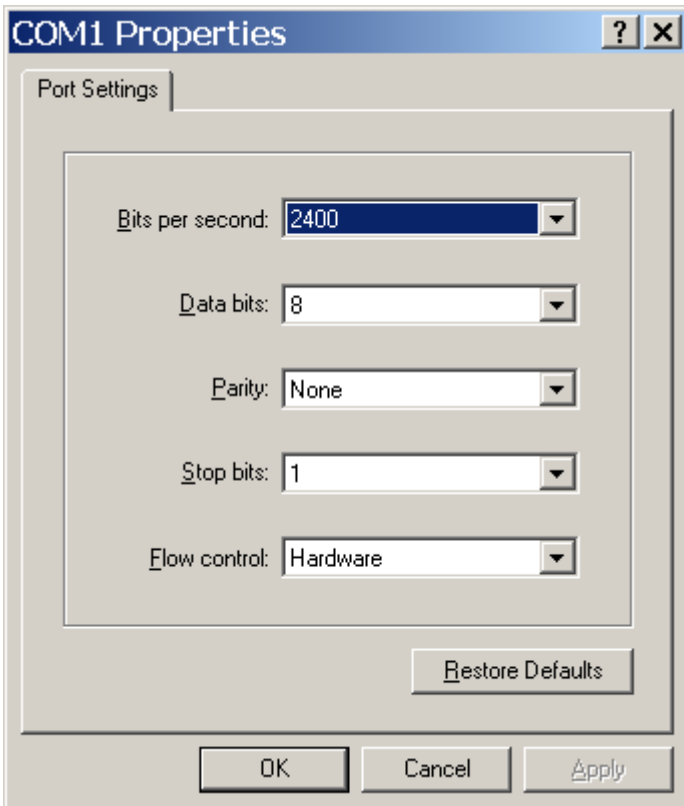 COM1 Properties
Port Settings
Bits per second: 2400
Data bits: 8
Parity: None
Stop bits: 1
Flow control: Hardware
Restore Defaults
OK Cancel Apply